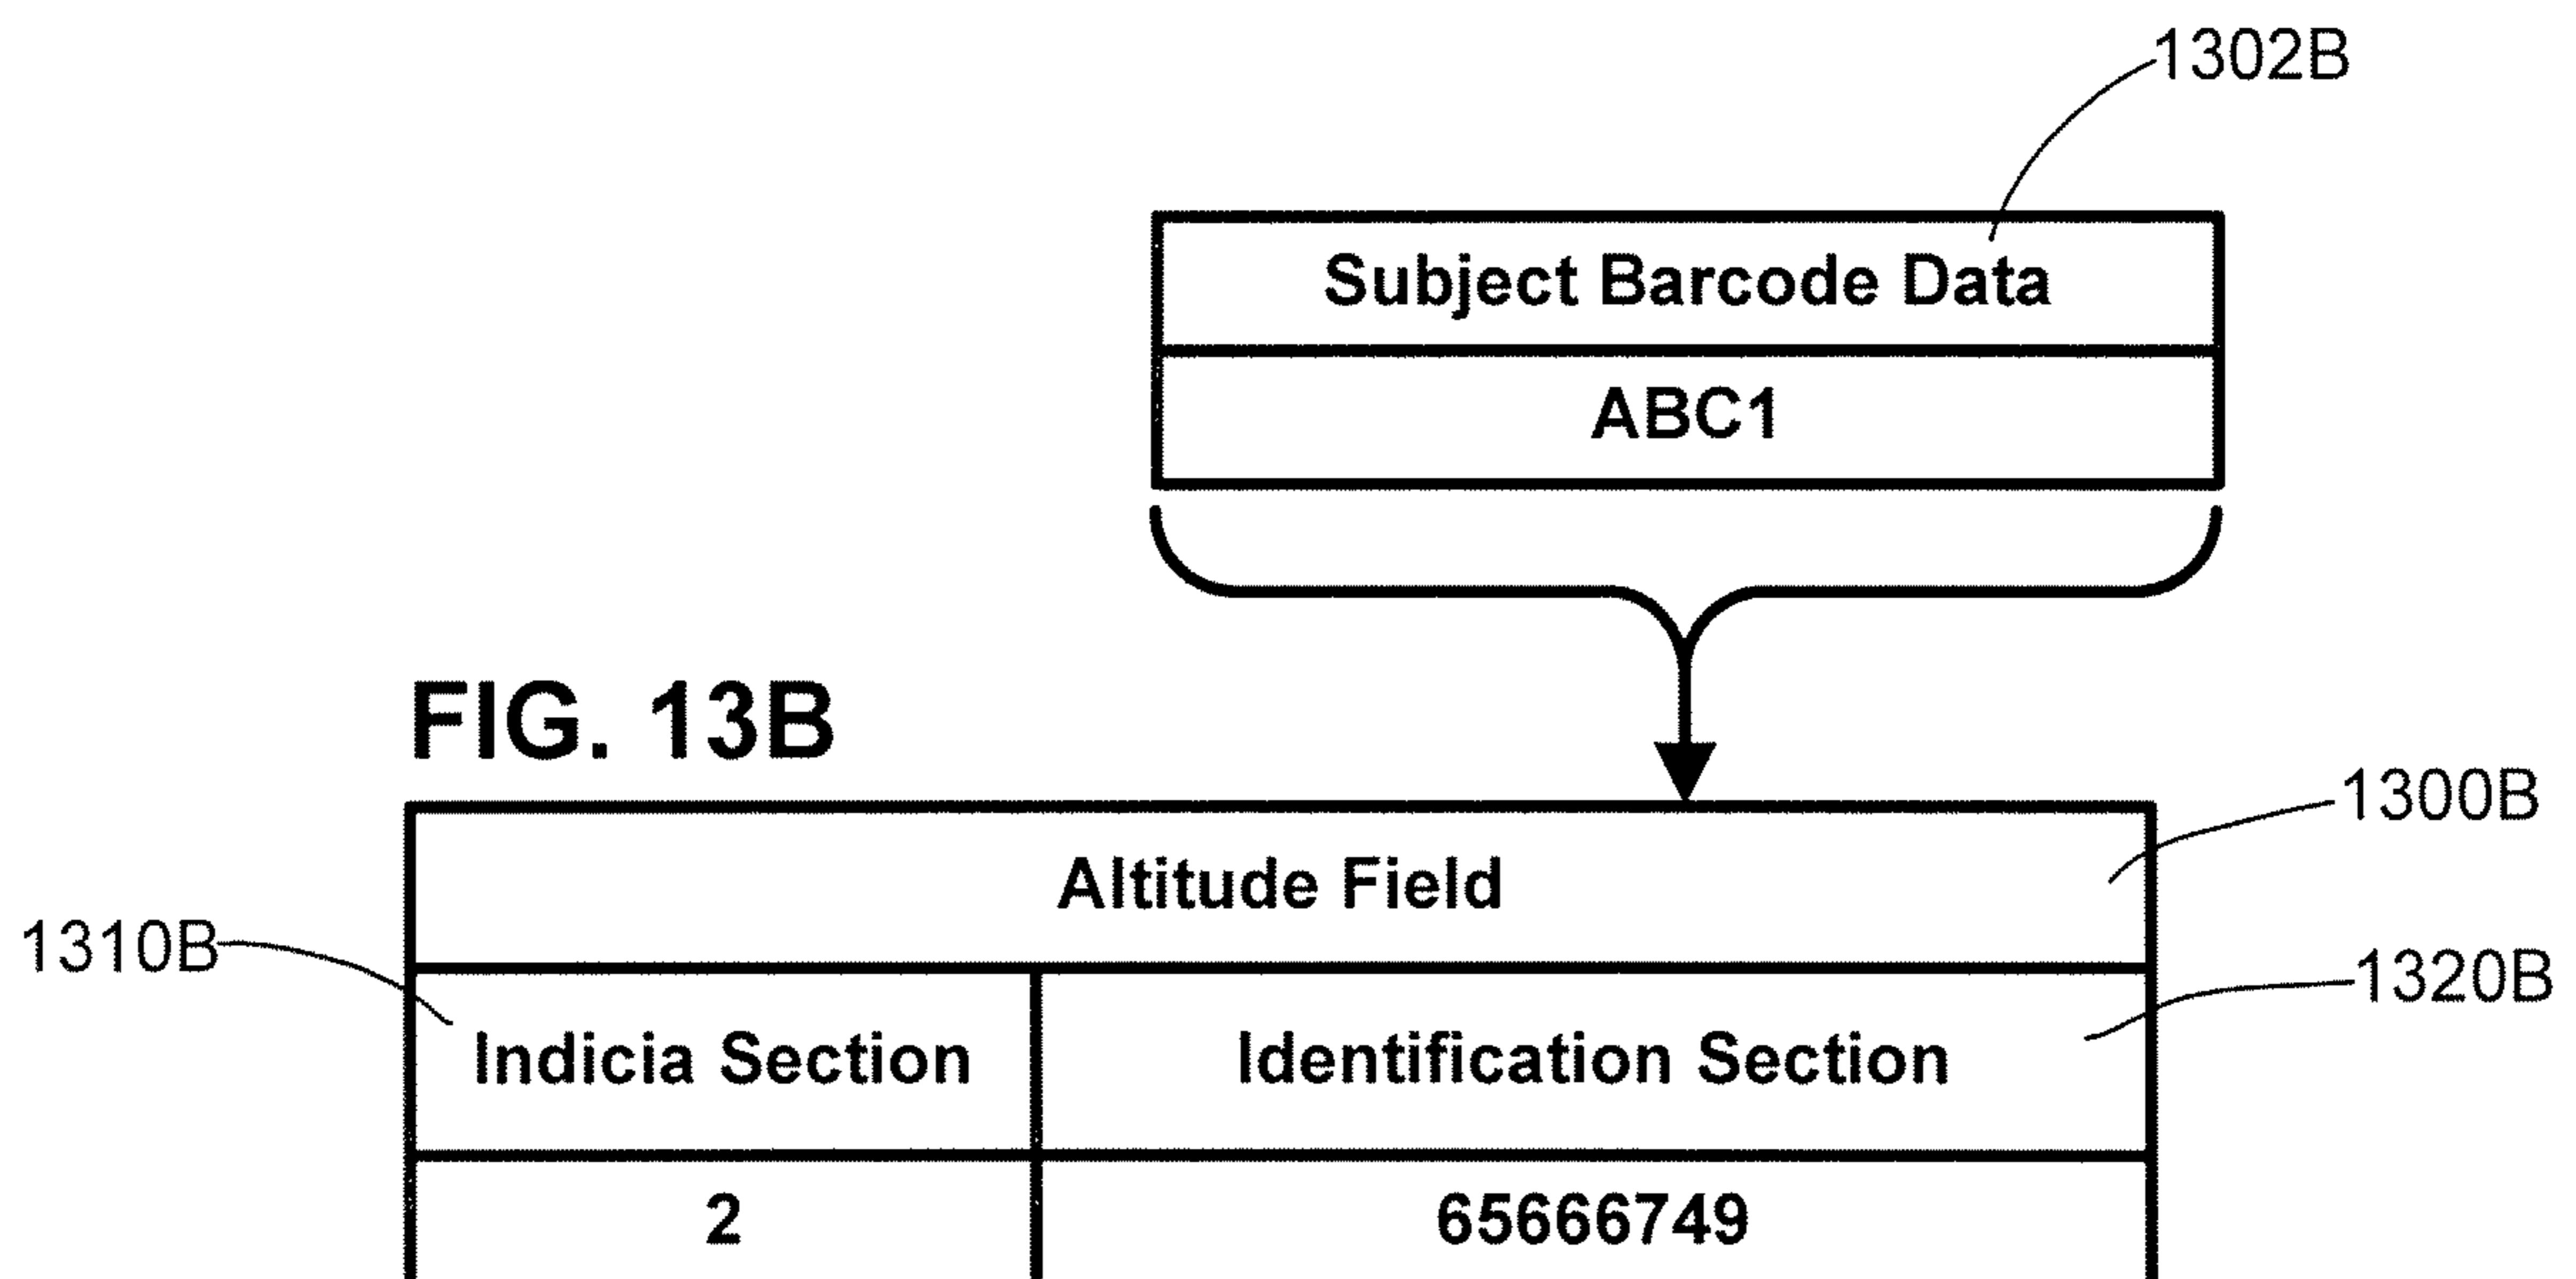 1302B
Subject Barcode Data
ABC1
FIG. 13B
1300B
Altitude Field
1310B
1320B
Indicia Section
Identification Section
2
65666749